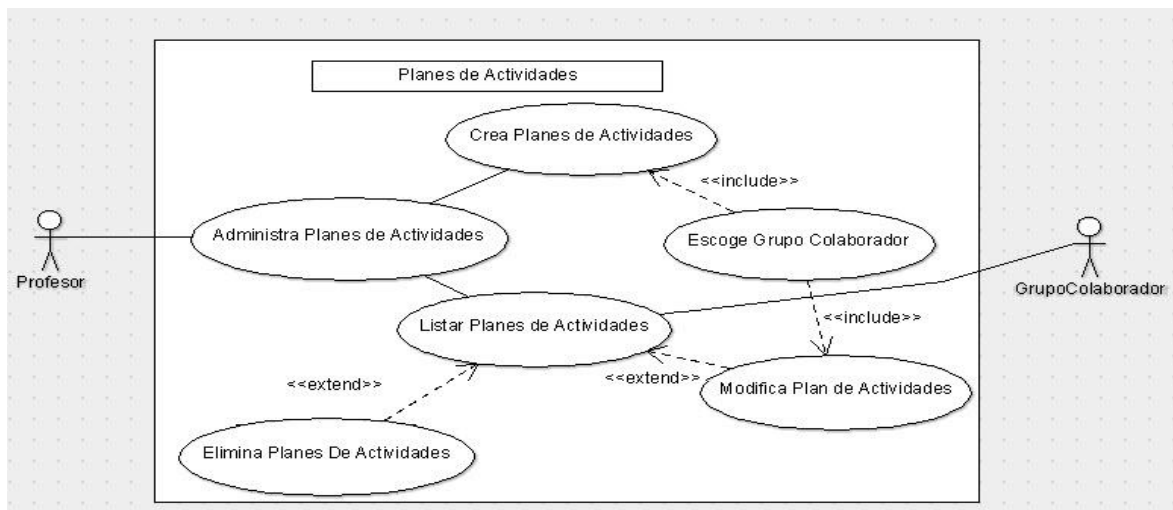 Planes de Actividades
Crea Planes de Actividades
<<include>>
Administra Planes de Actividades
Escoge Grupo Colaborador
Profesor
GrupoColaborador
Listar Planes de Actividades
<<include>>
<<extend>>
<<extend>>
Modifica Plan de Actividades
Elimina Planes De Actividades